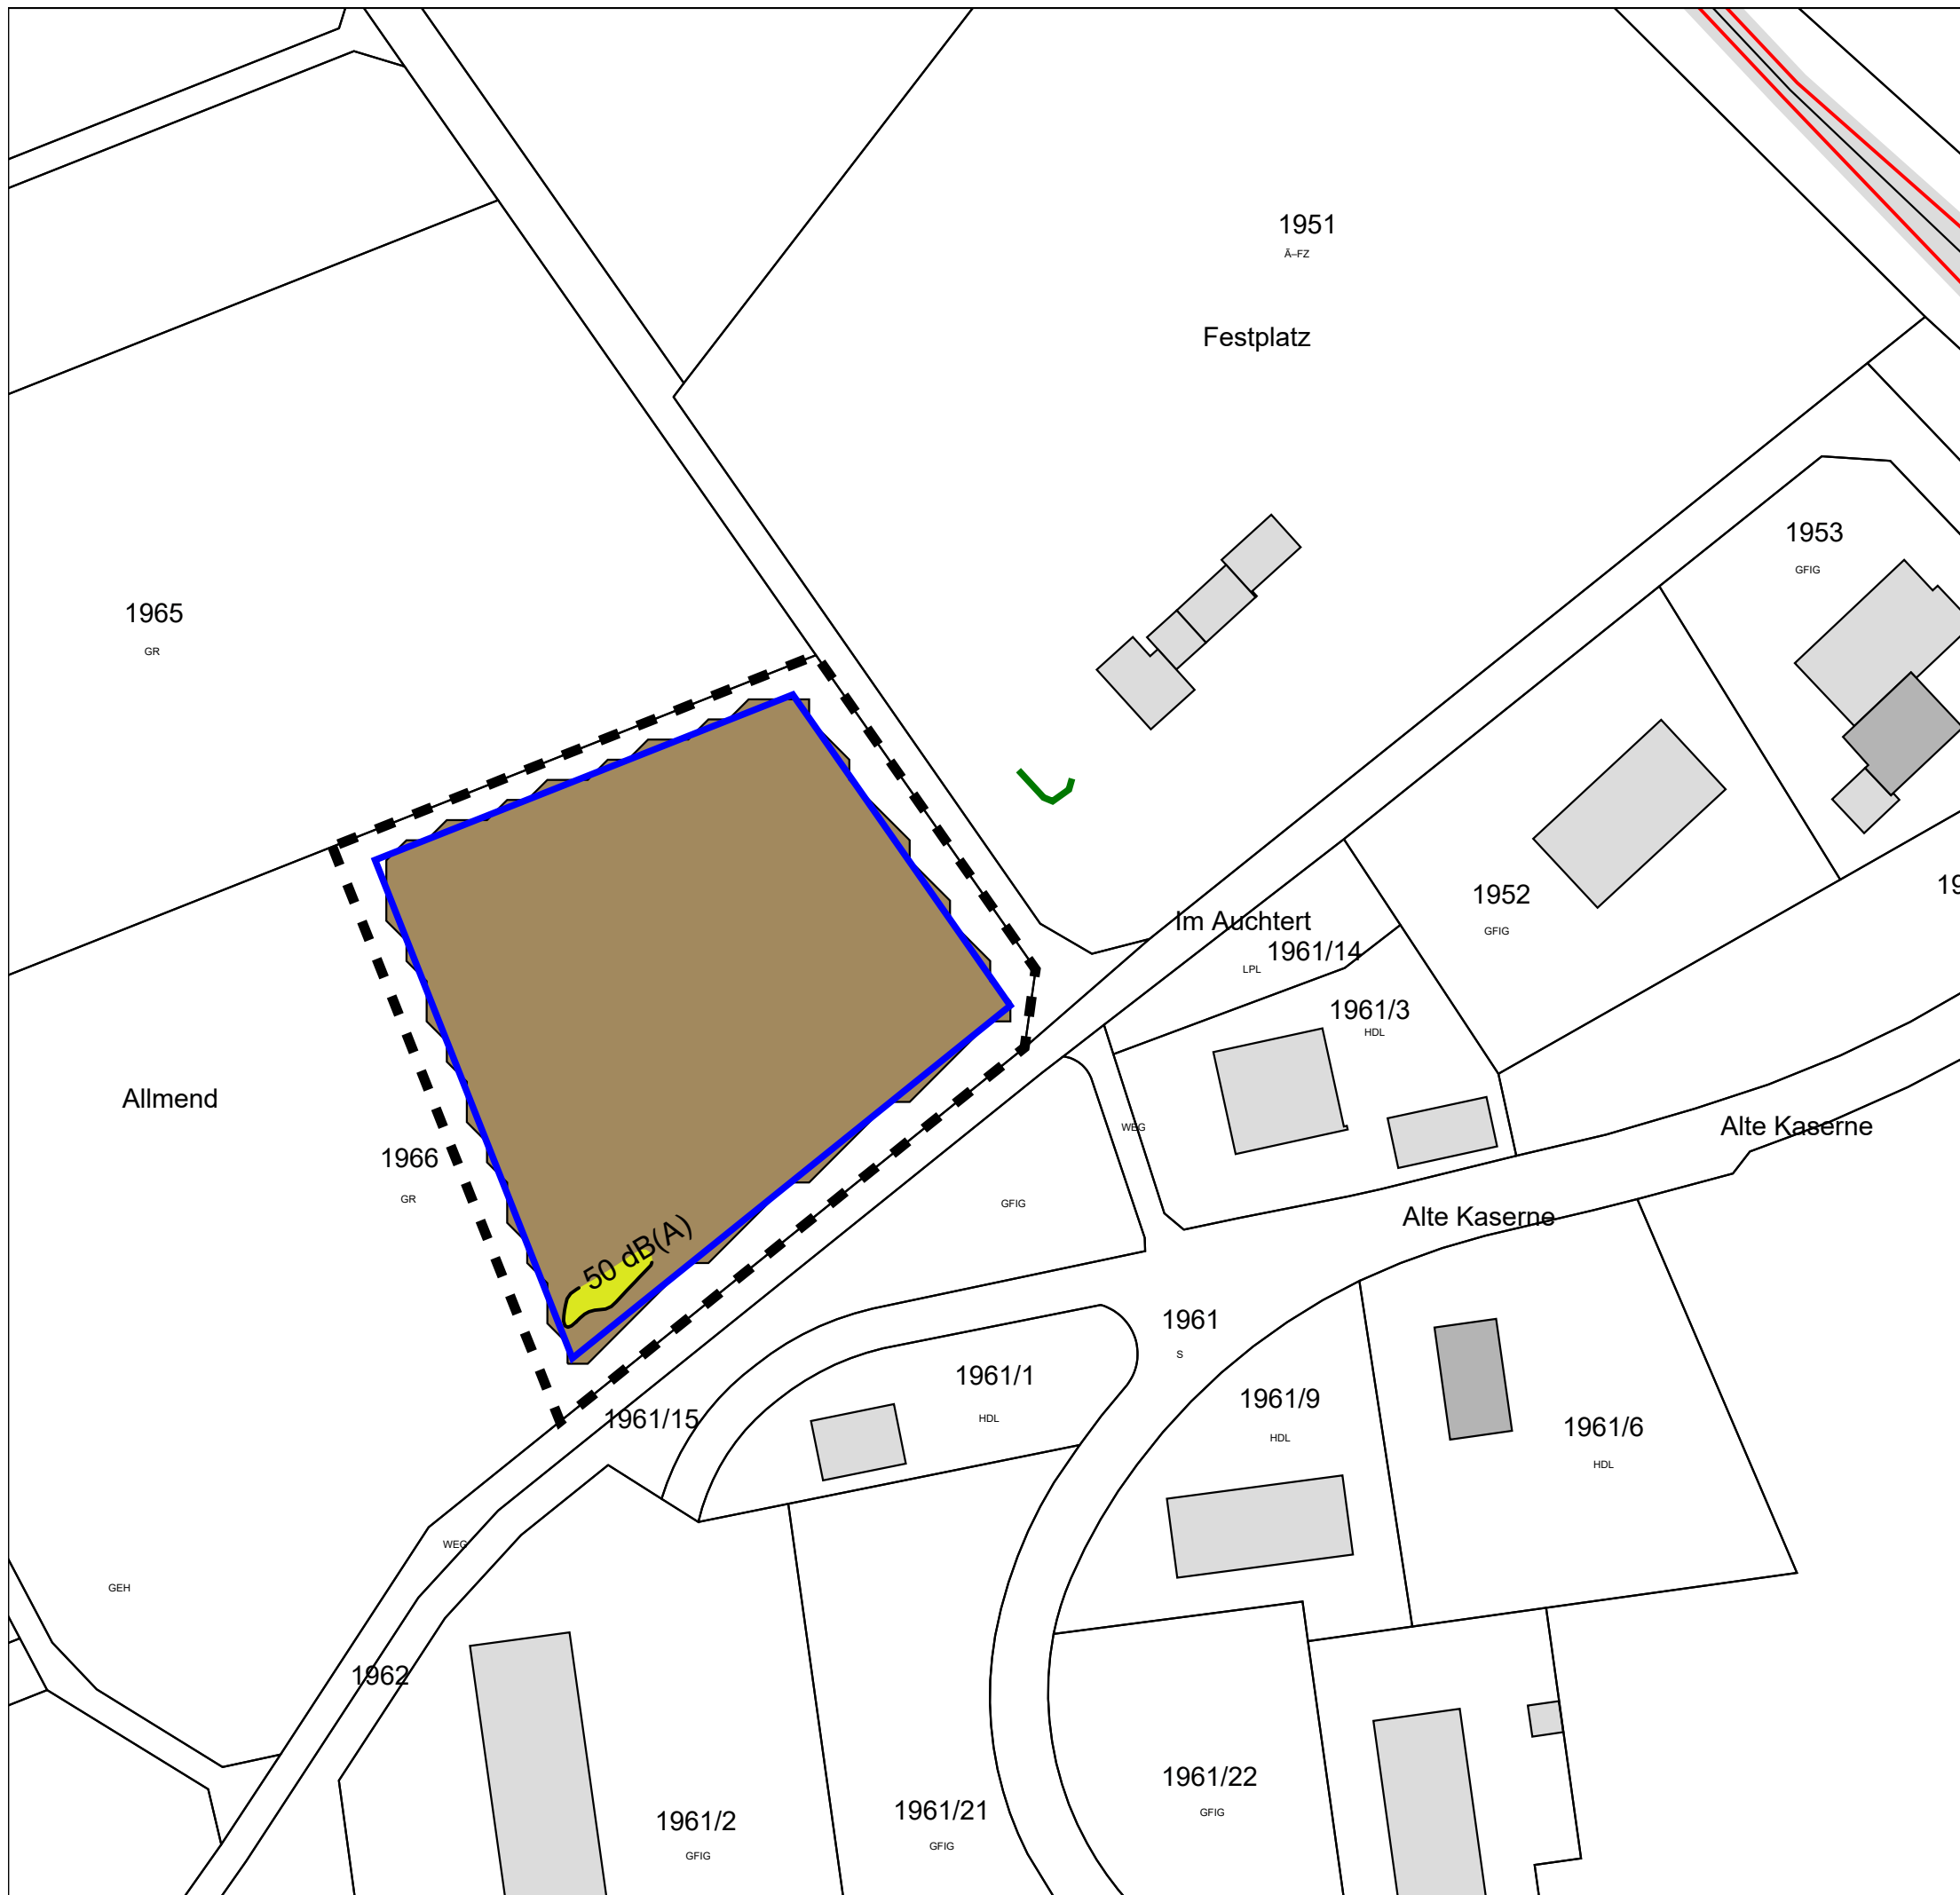 1951
Ä–FZ
Festplatz
1953
GFIG
1965
GR
1952
GFIG
19
Im Auchtert
1961/14
LPL
1961/3
HDL
Allmend
WEG
Alte Kaserne
1966
GR
GFIG
Alte Kaserne
50 dB(A)
1961
S
1961/1
HDL
1961/9
HDL
1961/6
HDL
1961/15
WEG
GEH
1962
1961/22
GFIG
1961/2
GFIG
1961/21
GFIG